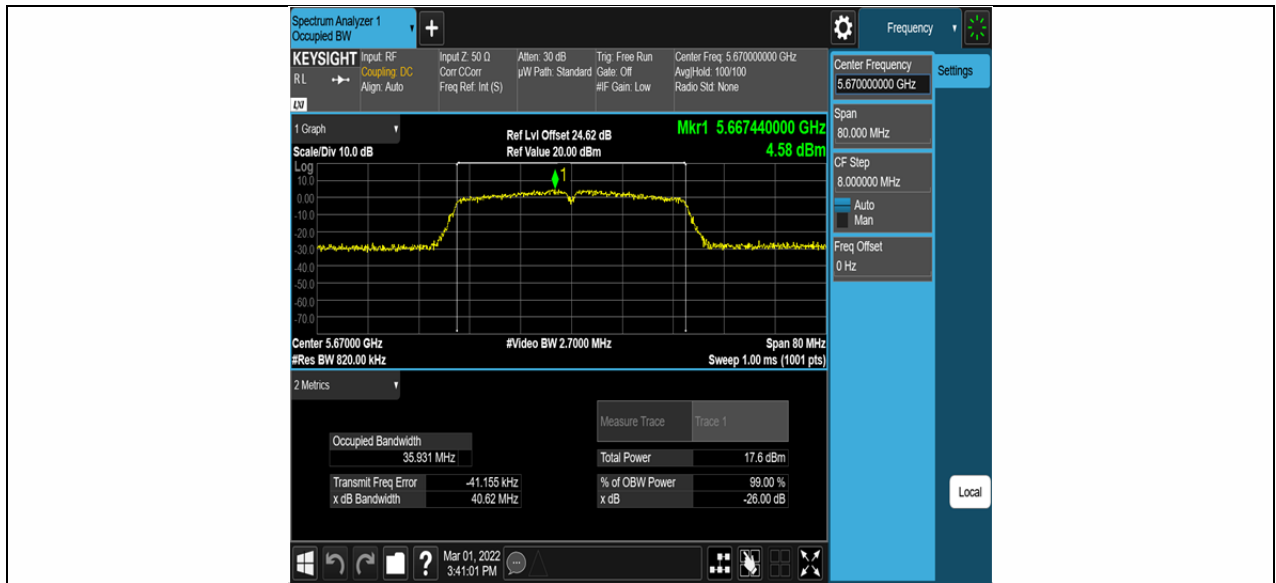 Spectrum Analyzer 1
Occupied BW
+
Frequency
KEYSIGHT
RL
LXI
Input: RF
Coupling: DC
Align: Auto
Input Z: 50 Ω
Corr CCorr
Freq Ref: Int (S)
Atten: 30 dB
µW Path: Standard
Trig: Free Run
Gate: Off
#IF Gain: Low
Center Freq: 5.670000000 GHz
Avg|Hold: 100/100
Radio Std: None
Center Frequency
5.670000000 GHz
Settings
Span
80.000 MHz
CF Step
8.000000 MHz
Auto
Man
Freq Offset
0 Hz
Local
1 Graph
Scale/Div 10.0 dB
Ref Lvl Offset 24.62 dB
Ref Value 20.00 dBm
Mkr1 5.667440000 GHz
4.58 dBm
Log
10.0
0.00
-10.0
-20.0
-30.0
-40.0
-50.0
-60.0
-70.0
1
Center 5.67000 GHz
#Res BW 820.00 kHz
#Video BW 2.7000 MHz
Span 80 MHz
Sweep 1.00 ms (1001 pts)
2 Metrics
Measure Trace Trace 1
Occupied Bandwidth
35.931 MHz
Total Power 17.6 dBm
Transmit Freq Error -41.155 kHz
x dB Bandwidth 40.62 MHz
% of OBW Power 99.00 %
x dB -26.00 dB
?
Mar 01, 2022
3:41:01 PM